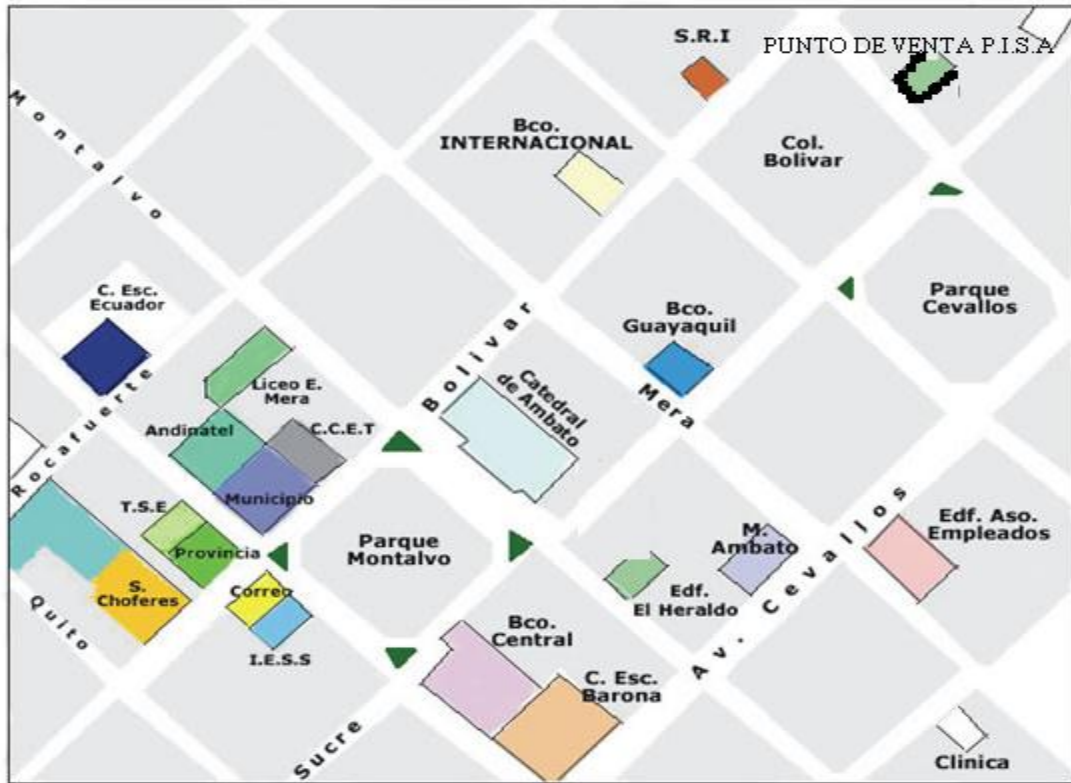 S.R.I
PUNTO DE VENTA P.I.S.A
Montalvo
Bco.
INTERNACIONAL
Col.
Bolivar
C. Esc.
Ecuador
Parque
Cevallos
Bolivar
Bco.
Guayaquil
Liceo E.
Mera
Catedral
de Ambato
Mera
Rocafuerte
Andinatel
C.C.E.T
Municipio
T.S.E
Provincia
Parque
Montalvo
M.
Ambato
Edf. Aso.
Empleados
S.
Choferes
Correo
Edf.
El Heraldo
Av. Cevallos
Quito
I.E.S.S
Bco.
Central
C. Esc.
Barona
Sucre
Clinica